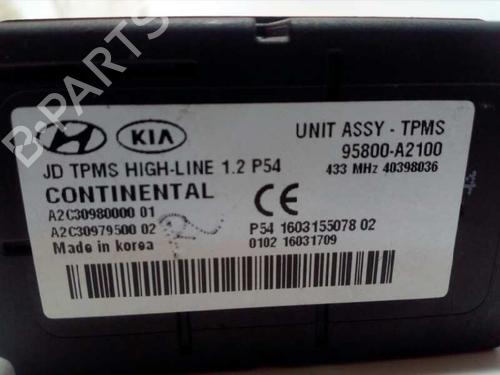 KIA
UNIT ASSY - TPMS
JD TPMS HIGH-LINE 1.2 P54
95800-A2100
433 MHz 40398036
CONTINENTAL
CE
A2C30980000 01
A2C30979500 02
P54 1603155078 02
Made in korea
0102 16031709
B-PARTS